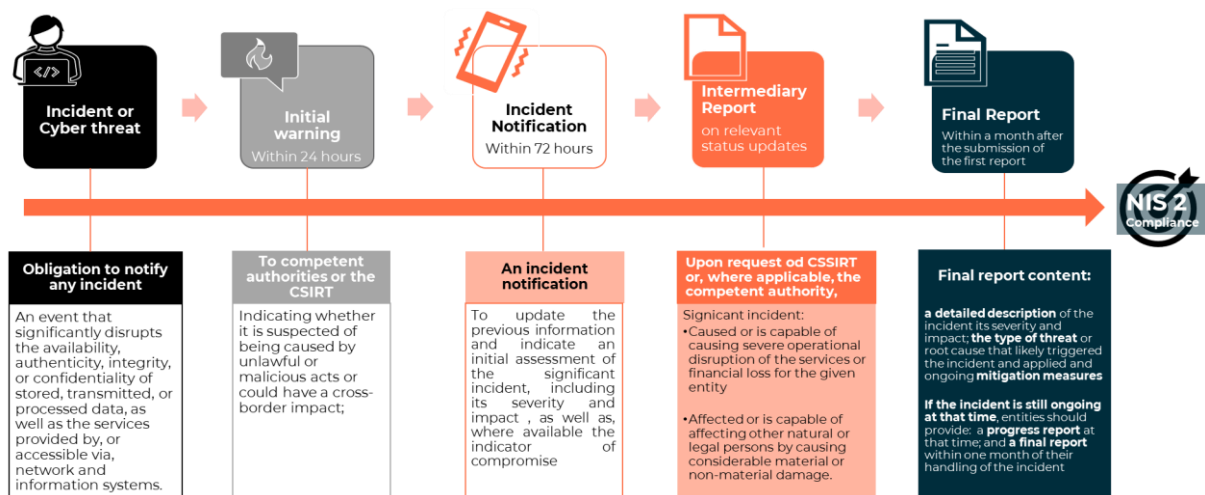 </>
Incident or
Cyber threat
Initial
warning
Within 24 hours
Incident
Notification
Within 72 hours
Intermediary
Report
on relevant
status updates
Final Report
Within a month after
the submission of
the first report
NIS 2
Compliance
Obligation to notify
any incident
An event that
significantly disrupts
the availability,
authenticity, integrity,
or confidentiality of
stored, transmitted, or
processed data, as
well as the services
provided by, or
accessible via,
network and
information systems.
To competent
authorities or the
CSIRT
Indicating whether
it is suspected of
being caused by
unlawful or
malicious acts or
could have a cross-
border impact;
An incident
notification
To update the
previous information
and indicate an
initial assessment of
the significant
incident, including
its severity and
impact , as well as,
where available the
indicator of
compromise
Upon request od CSSIRT
or, where applicable, the
competent authority,
Signicant incident:
•Caused or is capable of
causing severe operational
disruption of the services or
financial loss for the given
entity
•Affected or is capable of
affecting other natural or
legal persons by causing
considerable material or
non-material damage.
Final report content:
a detailed description of the
incident its severity and
impact; the type of threat or
root cause that likely triggered
the incident and applied and
ongoing mitigation measures
If the incident is still ongoing
at that time, entities should
provide: a progress report at
that time; and a final report
within one month of their
handling of the incident